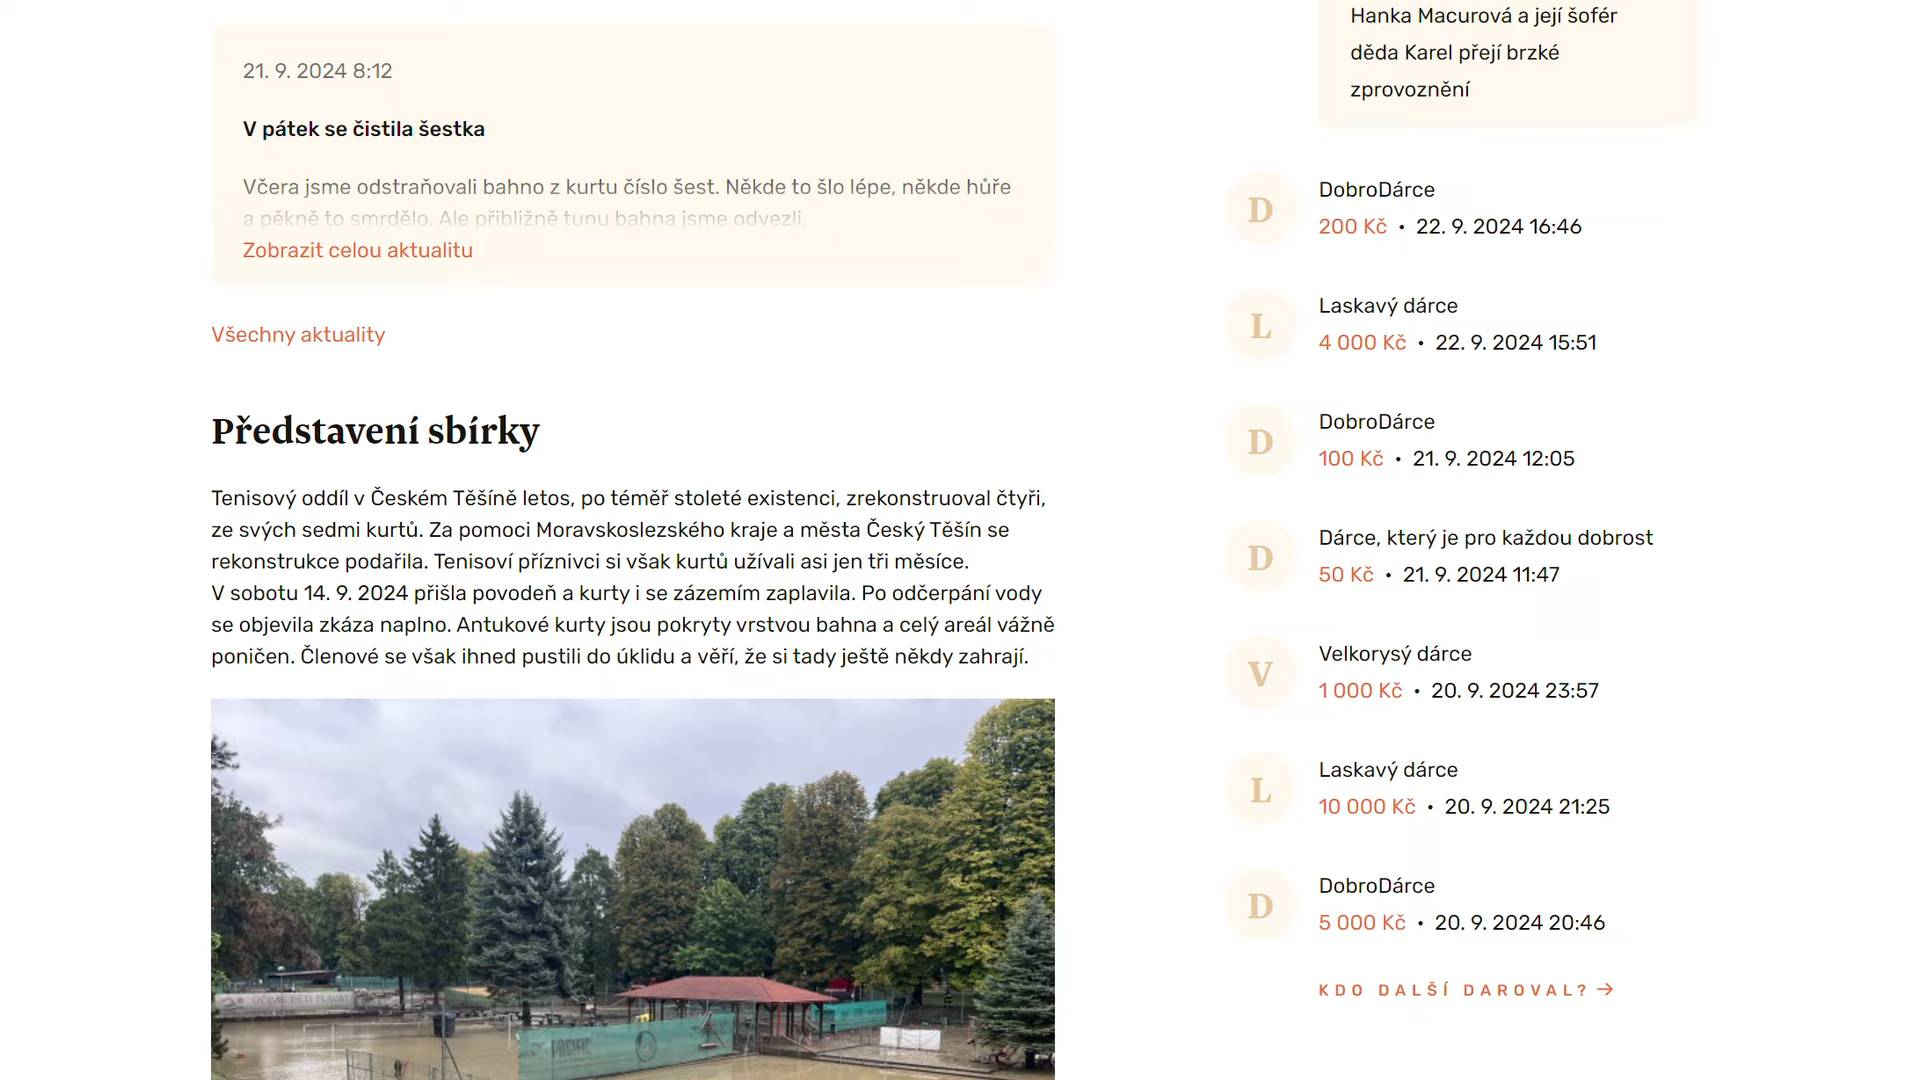 21. 9. 2024 8:12
V pátek se čistila šestka
Včera jsme odstraňovali bahno z kurtu číslo šest. Někde to šlo lépe, někde hůře
a pěkně to smrdělo. Ale přibližně tunu bahna jsme odvezli.
Zobrazit celou aktualitu
Všechny aktuality
Představení sbírky
Tenisový oddíl v Českém Těšíně letos, po téměř stoleté existenci, zrekonstruoval čtyři,
ze svých sedmi kurtů. Za pomoci Moravskoslezského kraje a města Český Těšín se
rekonstrukce podařila. Tenisoví příznivci si však kurtů užívali asi jen tři měsíce.
V sobotu 14. 9. 2024 přišla povodeň a kurty i se zázemím zaplavila. Po odčerpání vody
se objevila zkáza naplno. Antukové kurty jsou pokryty vrstvou bahna a celý areál vážně
poničen. Členové se však ihned pustili do úklidu a věří, že si tady ještě někdy zahrají.
UČÍME DĚTI PLAVAT
PACIFIC
Hanka Macurová a její šofér
děda Karel přejí brzké
zprovoznění
D
DobroDárce
200 Kč • 22. 9. 2024 16:46
L
Laskavý dárce
4 000 Kč • 22. 9. 2024 15:51
D
DobroDárce
100 Kč • 21. 9. 2024 12:05
D
Dárce, který je pro každou dobrost
50 Kč • 21. 9. 2024 11:47
V
Velkorysý dárce
1 000 Kč • 20. 9. 2024 23:57
L
Laskavý dárce
10 000 Kč • 20. 9. 2024 21:25
D
DobroDárce
5 000 Kč • 20. 9. 2024 20:46
KDO DALŠÍ DAROVAL? →